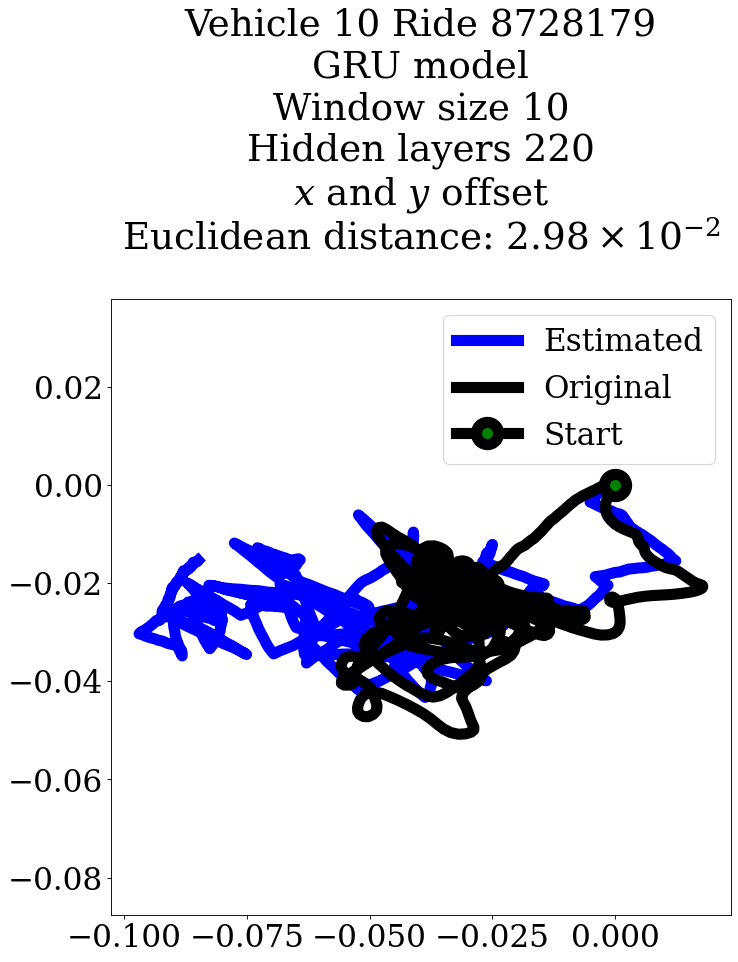 Vehicle 10 Ride 8728179
GRU model
Window size 10
Hidden layers 220
x and y offset
Euclidean distance: 2.98 × 10⁻²
Estimated
Original
Start
0.02
0.00
−0.02
−0.04
−0.06
−0.08
−0.100 −0.075 −0.050 −0.025 0.000